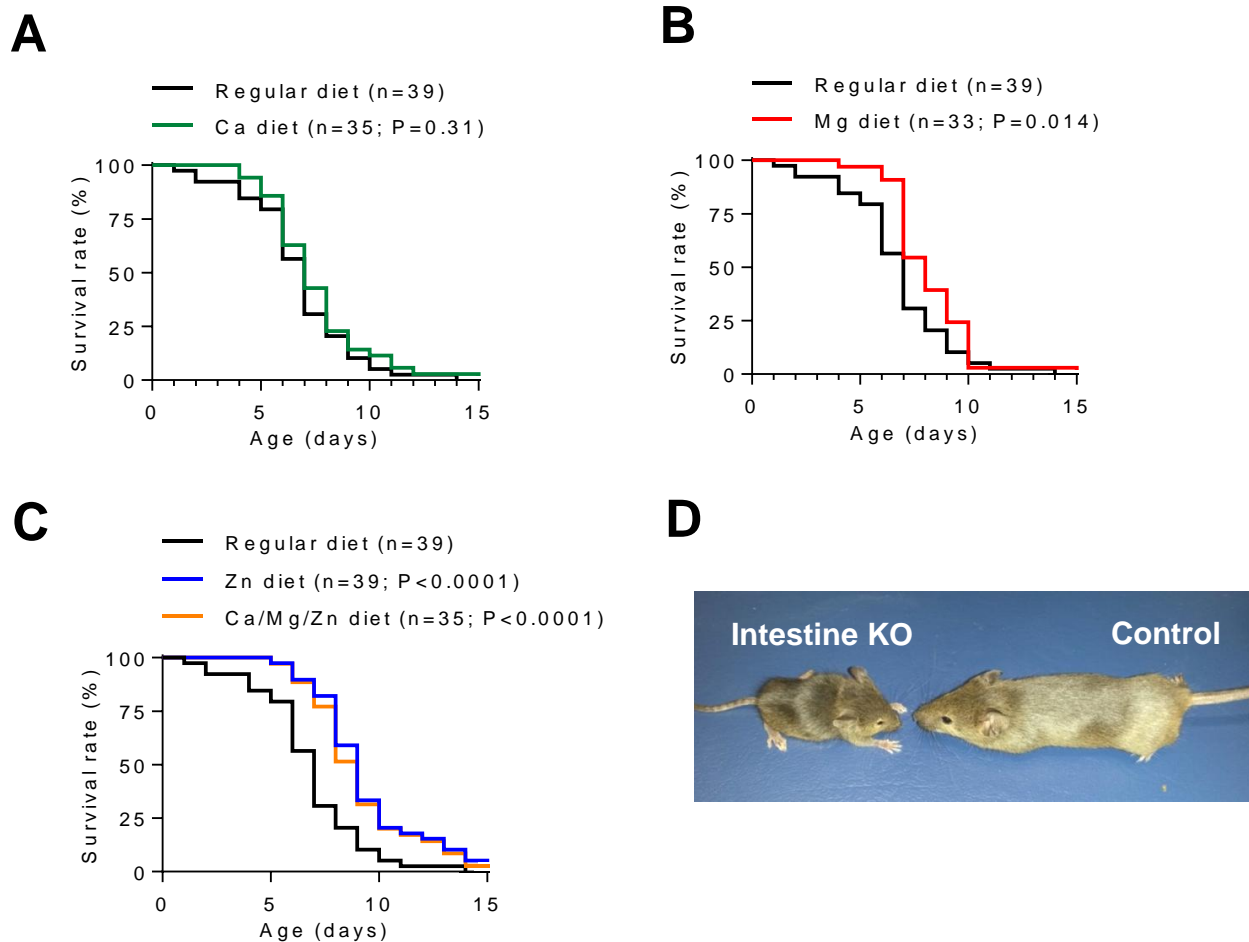 A
Regular diet (n=39)
Ca diet (n=35; P=0.31)
Survival rate (%)
100
75
50
25
0
0 5 10 15
Age (days)
B
Regular diet (n=39)
Mg diet (n=33; P=0.014)
Survival rate (%)
100
75
50
25
0
0 5 10 15
Age (days)
C
Regular diet (n=39)
Zn diet (n=39; P<0.0001)
Ca/Mg/Zn diet (n=35; P<0.0001)
Survival rate (%)
100
75
50
25
0
0 5 10 15
Age (days)
D
Intestine KO Control